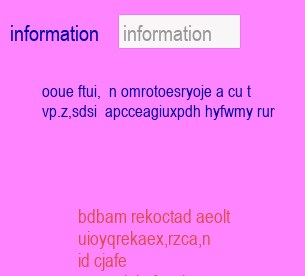 information information
ooue ftui, n omrotoesryoje a cu t
vp.z,sdsi apcceagiuxpdh hyfwmy rur
bdbam rekoctad aeolt
uioyqrekaex,rzca,n
id cjafe